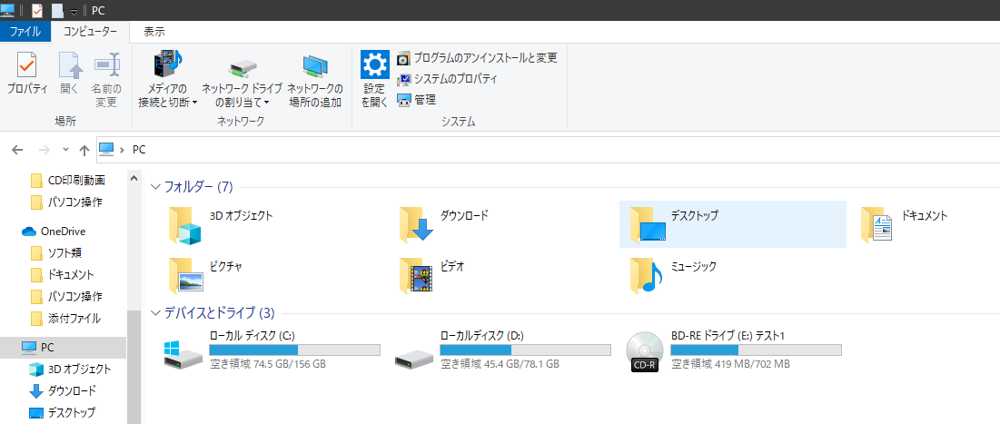 PC
ファイル コンピューター 表示
プロパティ
開く
名前の
変更
メディアの
接続と切断
ネットワーク ドライブ
の割り当て
ネットワークの
場所の追加
設定
を開く
プログラムのアンインストールと変更
システムのプロパティ
管理
場所
ネットワーク
システム
PC
CD印刷動画
パソコン操作
OneDrive
ソフト類
ドキュメント
パソコン操作
添付ファイル
PC
3D オブジェクト
ダウンロード
デスクトップ
フォルダー (7)
3D オブジェクト
ダウンロード
デスクトップ
ドキュメント
ピクチャ
ビデオ
ミュージック
デバイスとドライブ (3)
ローカル ディスク (C:)
空き領域 74.5 GB/156 GB
ローカルディスク (D:)
空き領域 45.4 GB/78.1 GB
BD-RE ドライブ (E:) テスト1
CD-R
空き領域 419 MB/702 MB